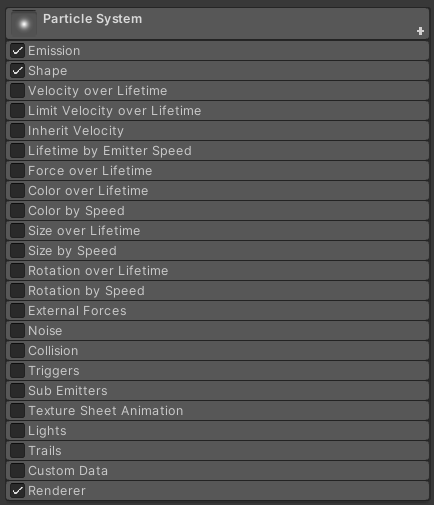 Particle System
Emission
Shape
Velocity over Lifetime
Limit Velocity over Lifetime
Inherit Velocity
Lifetime by Emitter Speed
Force over Lifetime
Color over Lifetime
Color by Speed
Size over Lifetime
Size by Speed
Rotation over Lifetime
Rotation by Speed
External Forces
Noise
Collision
Triggers
Sub Emitters
Texture Sheet Animation
Lights
Trails
Custom Data
Renderer